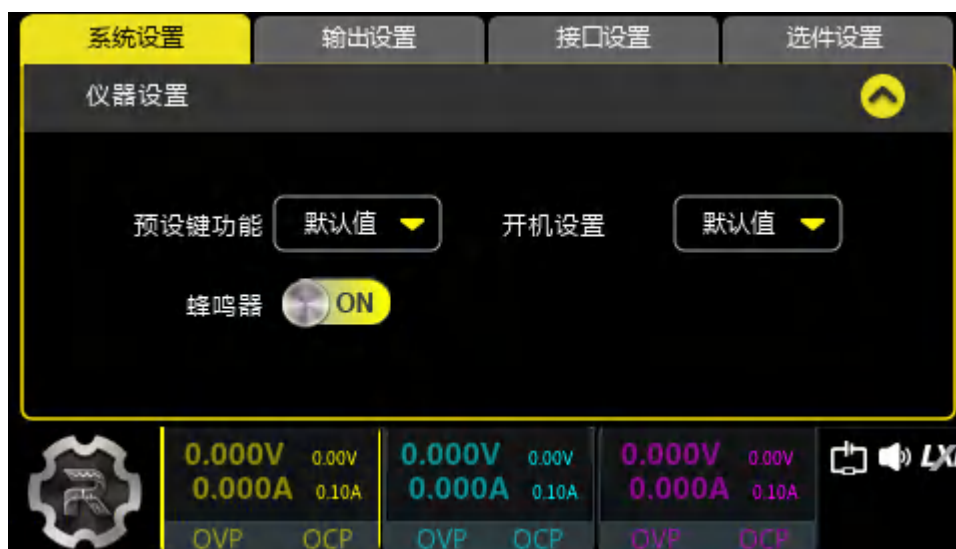 系统设置 输出设置 接口设置 选件设置
仪器设置
预设键功能 默认值 开机设置 默认值
蜂鸣器 ON
0.000V 0.00V 0.000V 0.00V 0.000V 0.00V LXI
0.000A 0.10A 0.000A 0.10A 0.000A 0.10A
OVP OCP OVP OCP OVP OCP